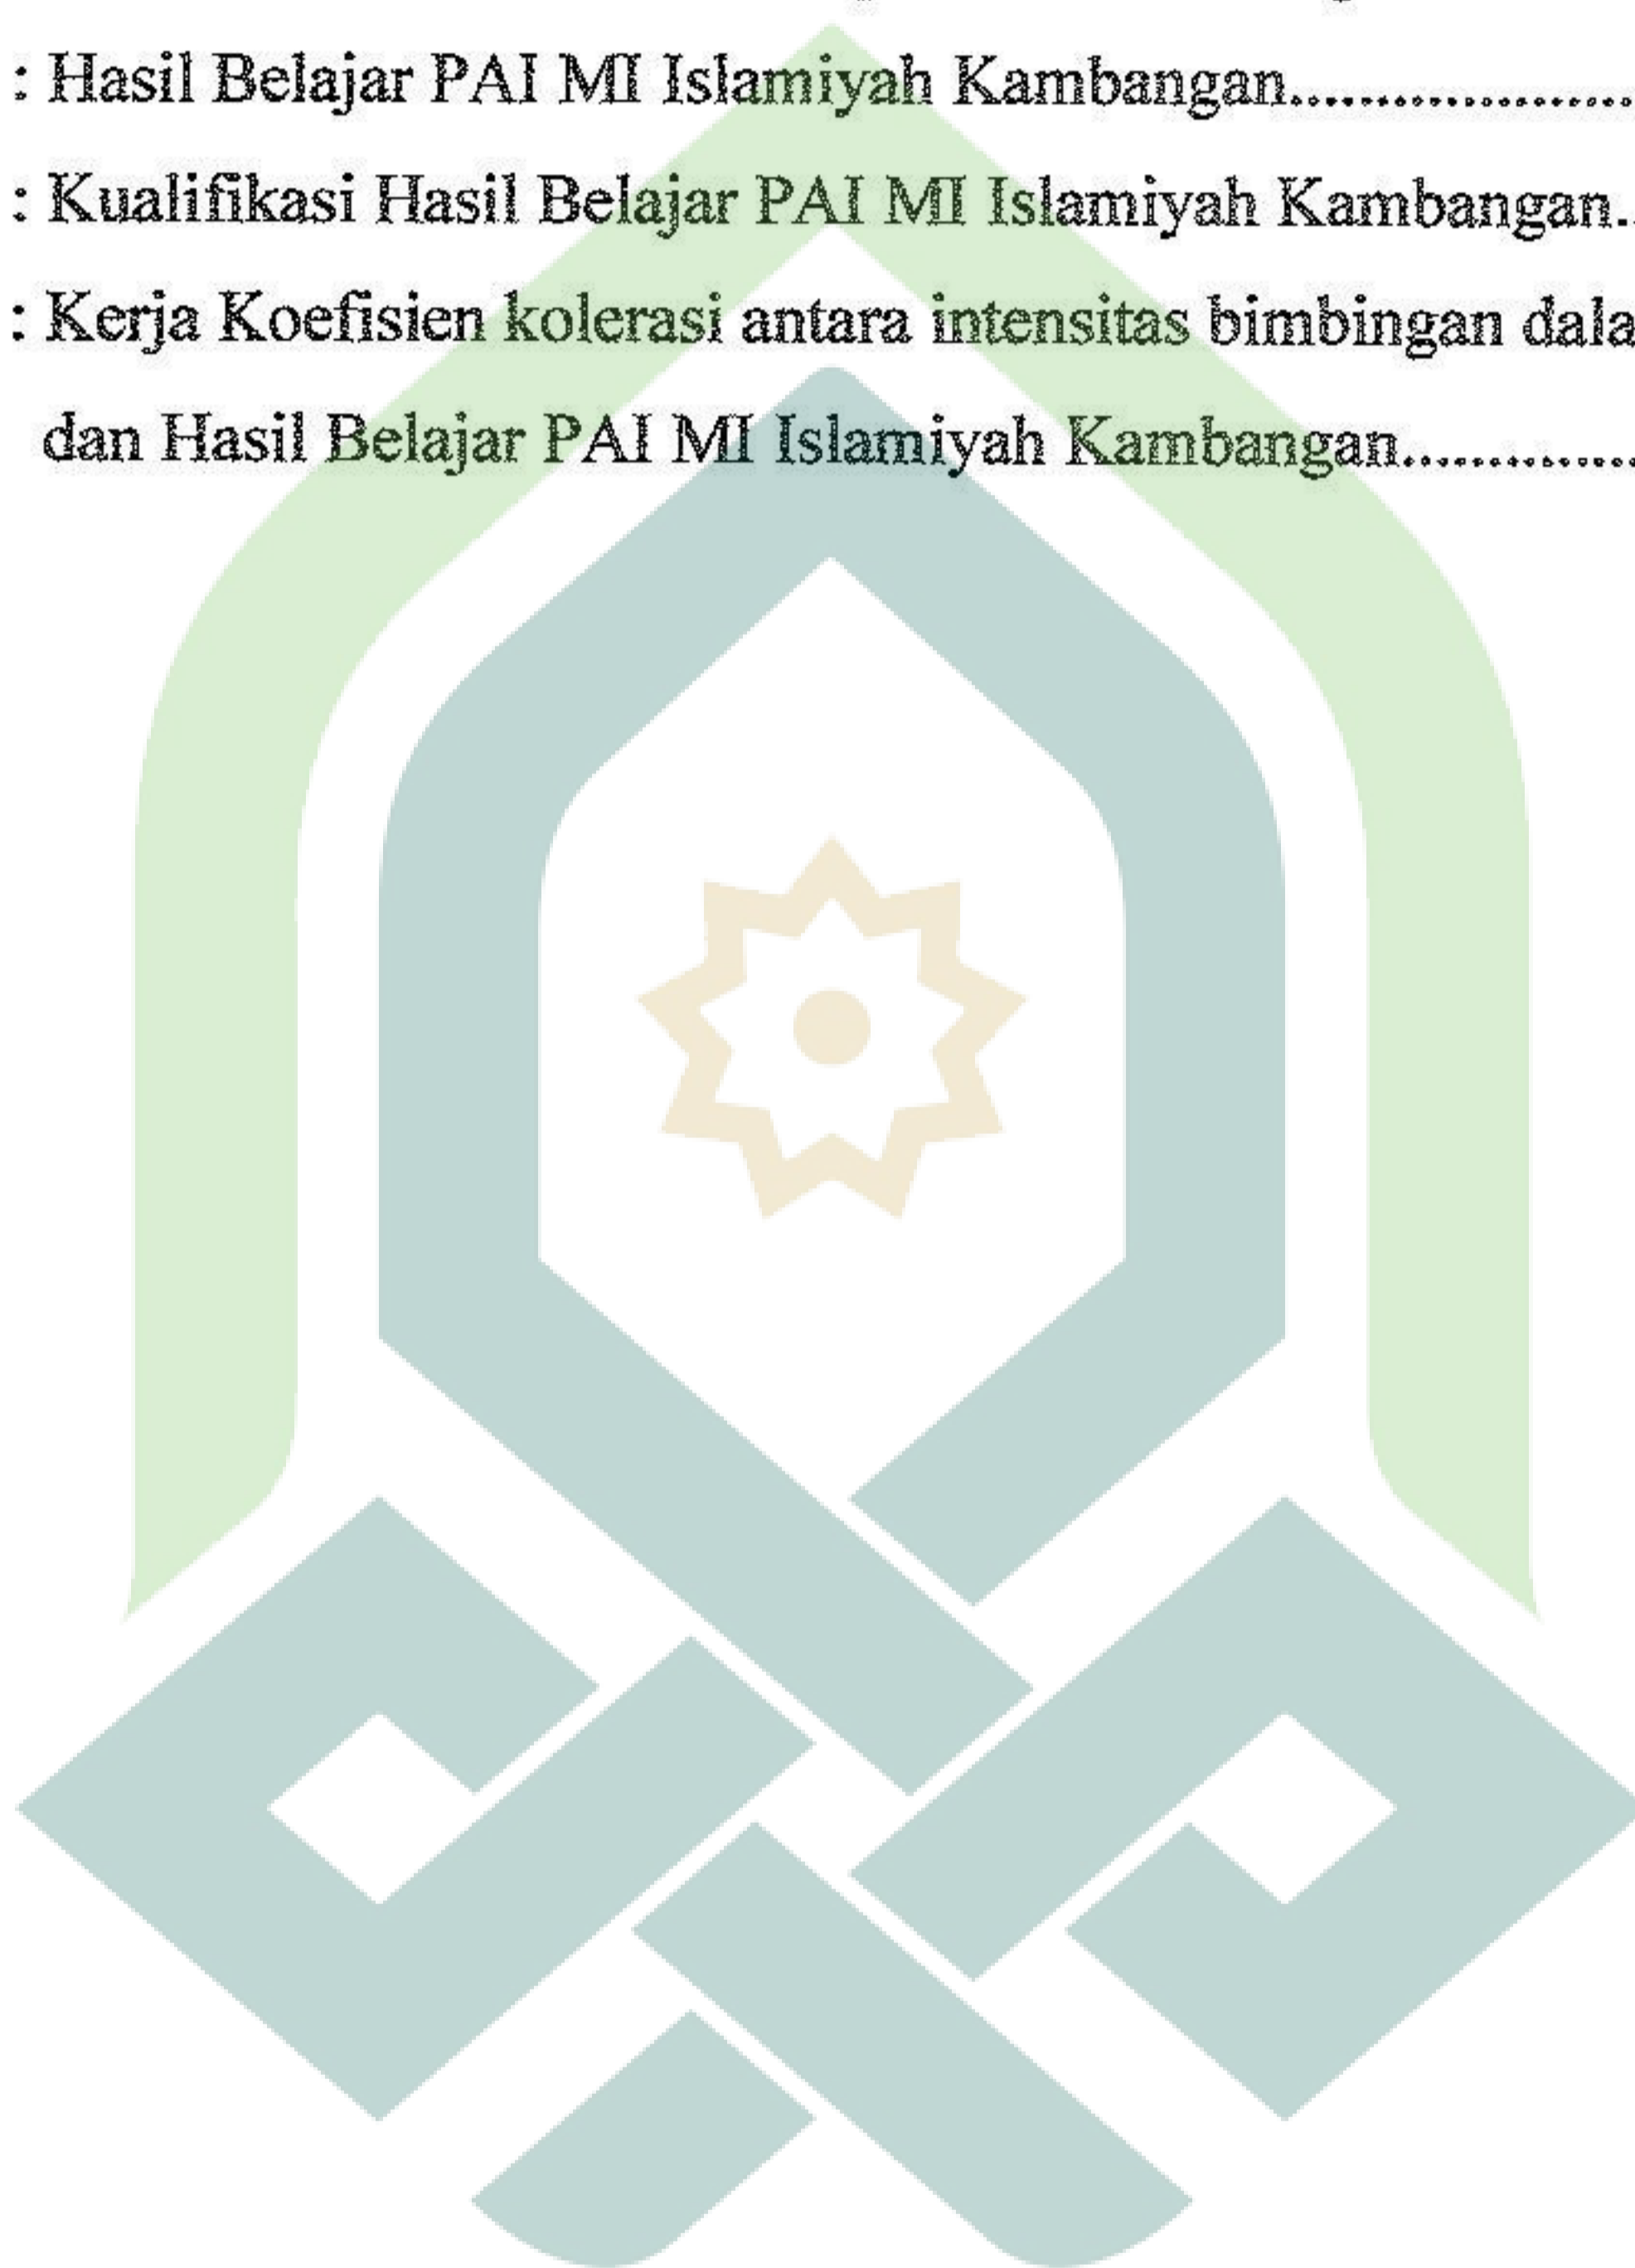 : Hasil Belajar PAI MI Islamiyah Kambangan.....................
: Kualifikasi Hasil Belajar PAI MI Islamiyah Kambangan..
: Kerja Koefisien kolerasi antara intensitas bimbingan
dan Hasil Belajar PAI MI Islamiyah Kambangan..............